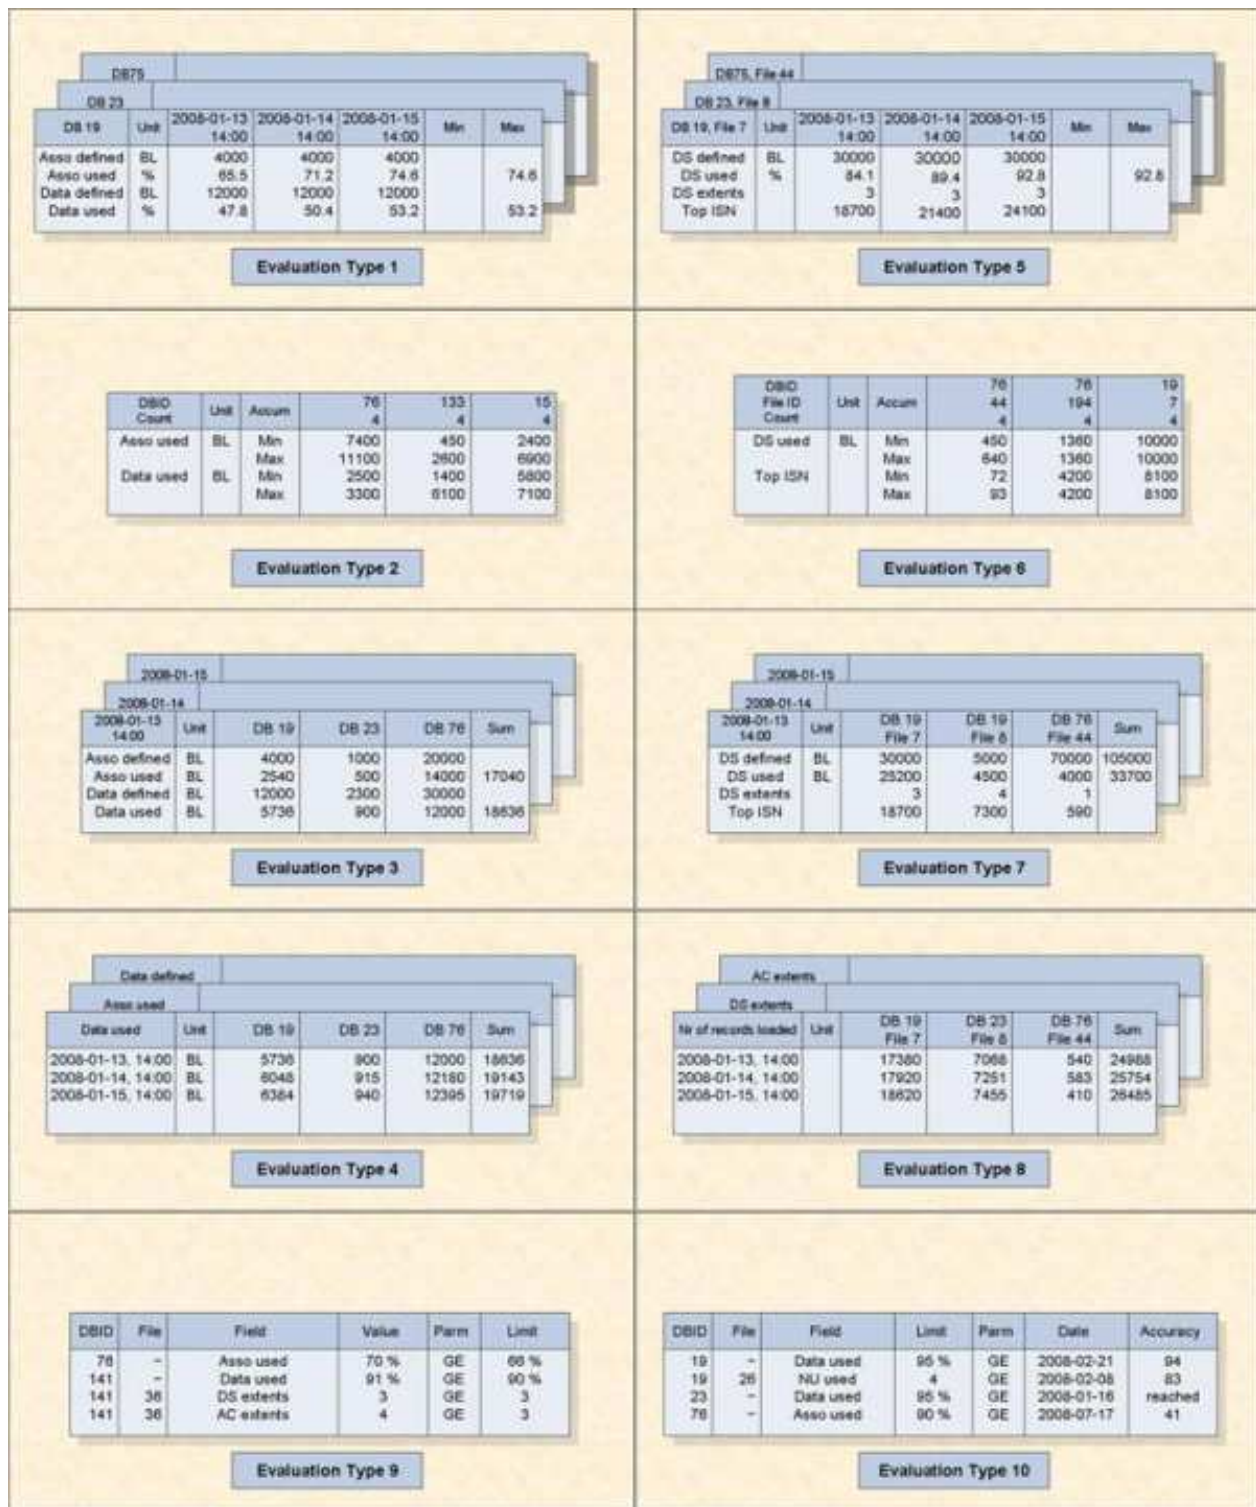 DB75
DB 23
DB 19 Unit 2008-01-13 14:00 2008-01-14 14:00 2008-01-15 14:00 Min Max
Asso defined BL 4000 4000 4000
Asso used % 65.5 71.2 74.6 74.6
Data defined BL 12000 12000 12000
Data used % 47.8 50.4 53.2 53.2
Evaluation Type 1
DB75, File 44
DB 23, File 8
DB 19, File 7 Unit 2008-01-13 14:00 2008-01-14 14:00 2008-01-15 14:00 Min Max
DS defined BL 30000 30000 30000
DS used % 84.1 89.4 92.8 92.8
DS extents 3 3 3
Top ISN 18700 21400 24100
Evaluation Type 5
DBID 76 133 15
Count Unit Accum 4 4 4
Asso used BL Min 7400 450 2400
Max 11100 2600 6900
Data used BL Min 2500 1400 5800
Max 3300 6100 7100
Evaluation Type 2
DBID 76 76 19
File ID Unit Accum 44 194 7
Count 4 4 4
DS used BL Min 450 1360 10000
Max 640 1360 10000
Top ISN Min 72 4200 8100
Max 93 4200 8100
Evaluation Type 6
2008-01-15
2008-01-14
2008-01-13 14:00 Unit DB 19 DB 23 DB 76 Sum
Asso defined BL 4000 1000 20000
Asso used BL 2540 500 14000 17040
Data defined BL 12000 2300 30000
Data used BL 5736 900 12000 18636
Evaluation Type 3
2008-01-15
2008-01-14
2008-01-13 14:00 Unit DB 19 File 7 DB 19 File 8 DB 76 File 44 Sum
DS defined BL 30000 5000 70000 105000
DS used BL 25200 4500 4000 33700
DS extents 3 4 1
Top ISN 18700 7300 590
Evaluation Type 7
Data defined
Asso used
Data used Unit DB 19 DB 23 DB 76 Sum
2008-01-13, 14:00 BL 5736 900 12000 18636
2008-01-14, 14:00 BL 6048 915 12180 19143
2008-01-15, 14:00 BL 6384 940 12395 19719
Evaluation Type 4
AC extents
DS extents
Nr of records loaded Unit DB 19 File 7 DB 23 File 8 DB 76 File 44 Sum
2008-01-13, 14:00 17380 7068 540 24988
2008-01-14, 14:00 17920 7251 583 25754
2008-01-15, 14:00 18620 7455 410 26485
Evaluation Type 8
DBID File Field Value Parm Limit
76 – Asso used 70 % GE 66 %
141 – Data used 91 % GE 90 %
141 36 DS extents 3 GE 3
141 36 AC extents 4 GE 3
Evaluation Type 9
DBID File Field Limit Parm Date Accuracy
19 – Data used 95 % GE 2008-02-21 94
19 26 NU used 4 GE 2008-02-08 83
23 – Data used 95 % GE 2008-01-16 reached
76 – Asso used 90 % GE 2008-07-17 41
Evaluation Type 10